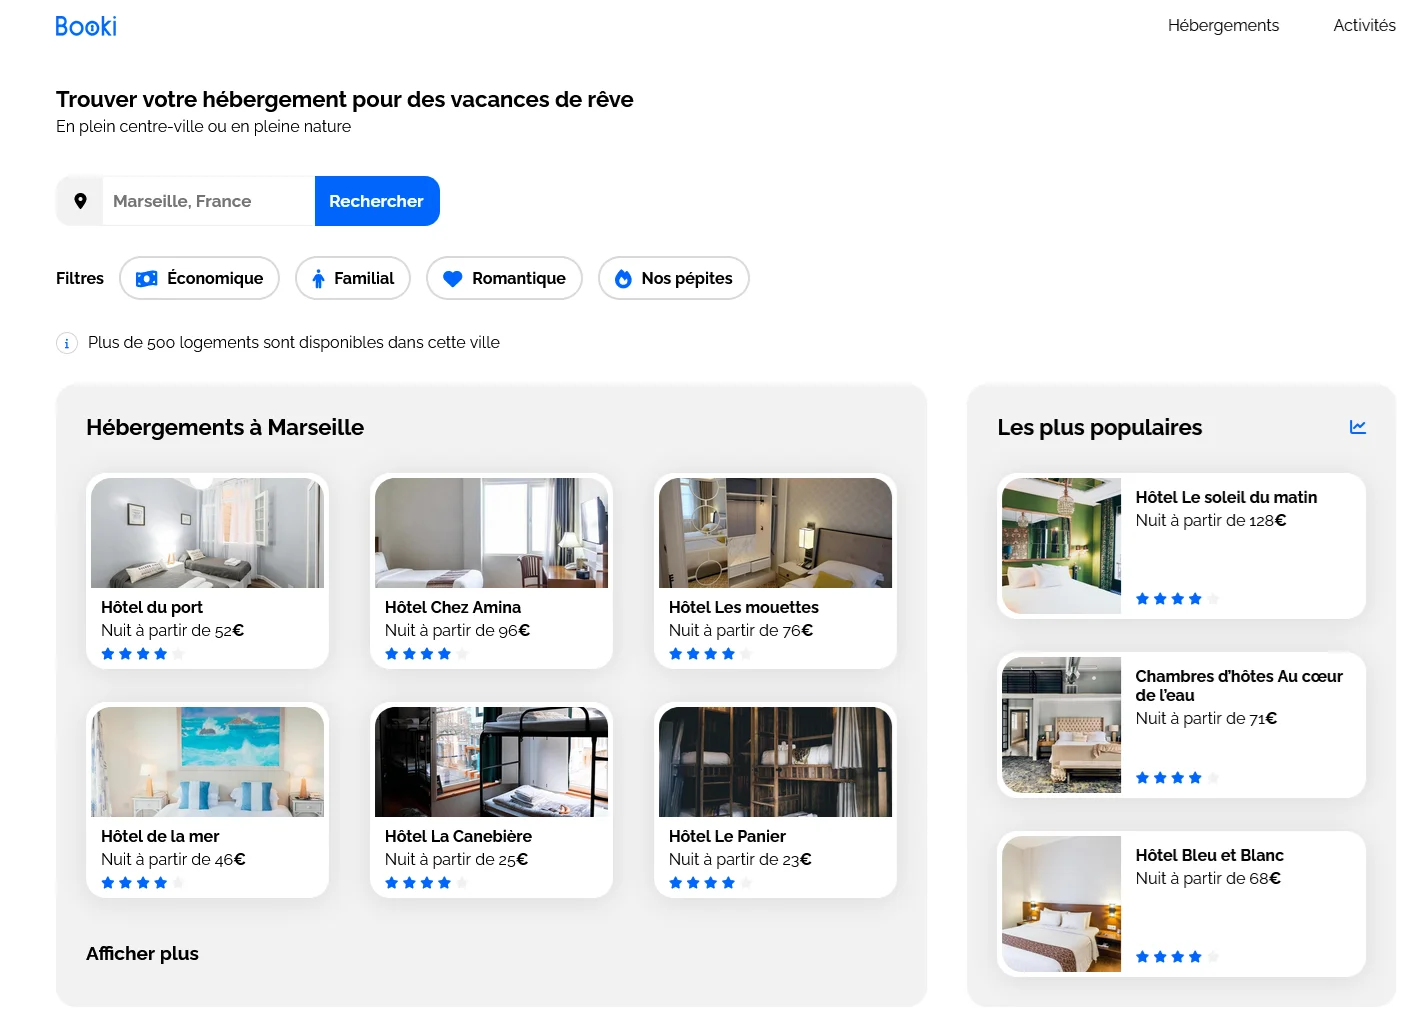 Booki
Hébergements
Activités
Trouver votre hébergement pour des vacances de rêve
En plein centre-ville ou en pleine nature
Marseille, France
Rechercher
Filtres
Économique
Familial
Romantique
Nos pépites
Plus de 500 logements sont disponibles dans cette ville
Hébergements à Marseille
Hôtel du port
Nuit à partir de 52€
Hôtel Chez Amina
Nuit à partir de 96€
Hôtel Les mouettes
Nuit à partir de 76€
Hôtel de la mer
Nuit à partir de 46€
Hôtel La Canebière
Nuit à partir de 25€
Hôtel Le Panier
Nuit à partir de 23€
Afficher plus
Les plus populaires
Hôtel Le soleil du matin
Nuit à partir de 128€
Chambres d'hôtes Au cœur
de l'eau
Nuit à partir de 71€
Hôtel Bleu et Blanc
Nuit à partir de 68€